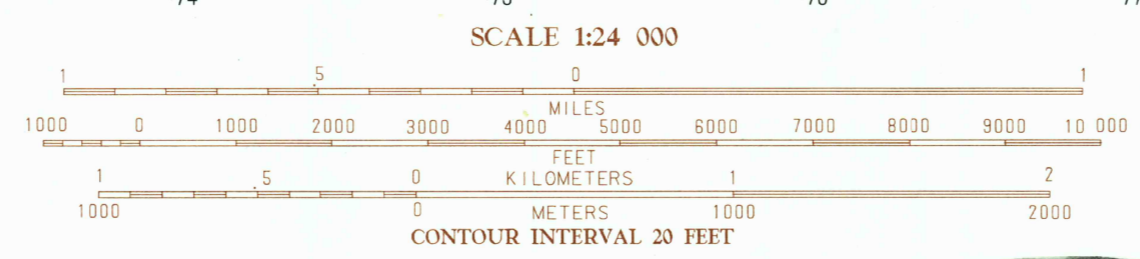 SCALE 1:24 000
1 .5 0 1
MILES
1000 0 1000 2000 3000 4000 5000 6000 7000 8000 9000 10 000
FEET
1 .5 0 KILOMETERS 1 2
1000 0 METERS 1000 2000
CONTOUR INTERVAL 20 FEET